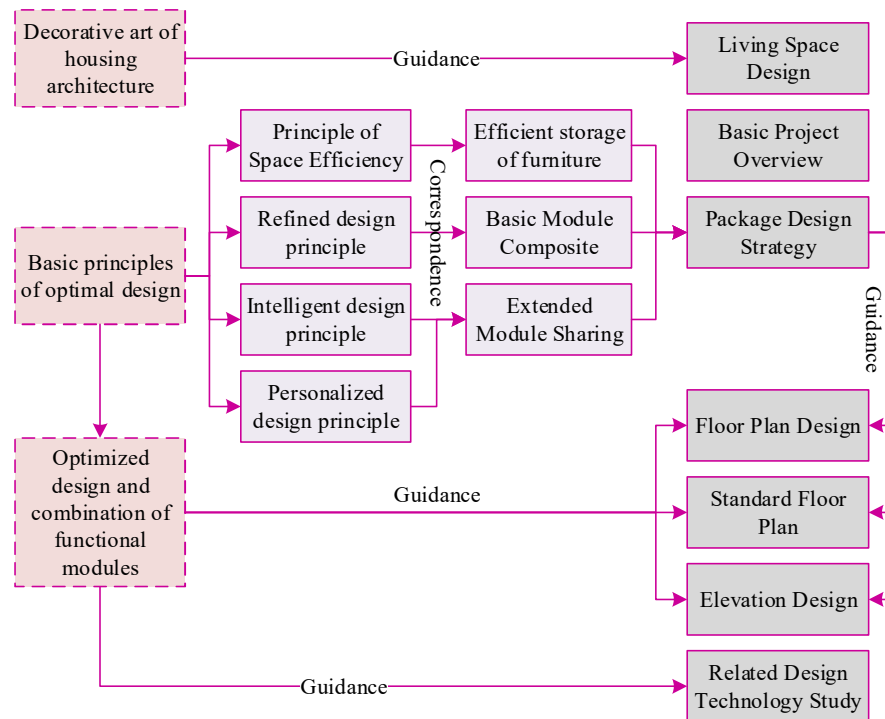 Decorative art of
housing
architecture
Guidance
Living Space
Design
Principle of
Space Efficiency
Efficient storage
of furniture
Basic Project
Overview
Correspondence
Refined design
principle
Basic Module
Composite
Package Design
Strategy
Basic principles
of optimal design
Intelligent design
principle
Extended
Module Sharing
Guidance
Personalized
design principle
Floor Plan Design
Optimized
design and
combination of
functional
modules
Guidance
Standard Floor
Plan
Elevation Design
Guidance
Related Design
Technology Study